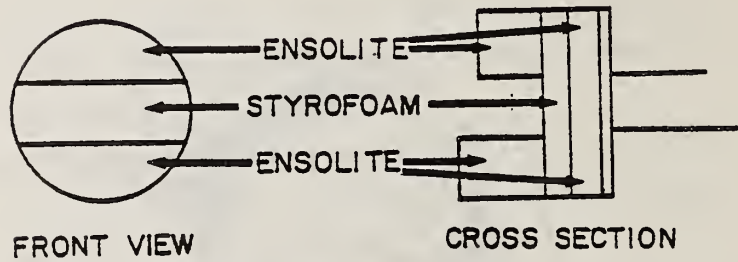 ENSOLITE
STYROFOAM
ENSOLITE
FRONT VIEW
CROSS SECTION